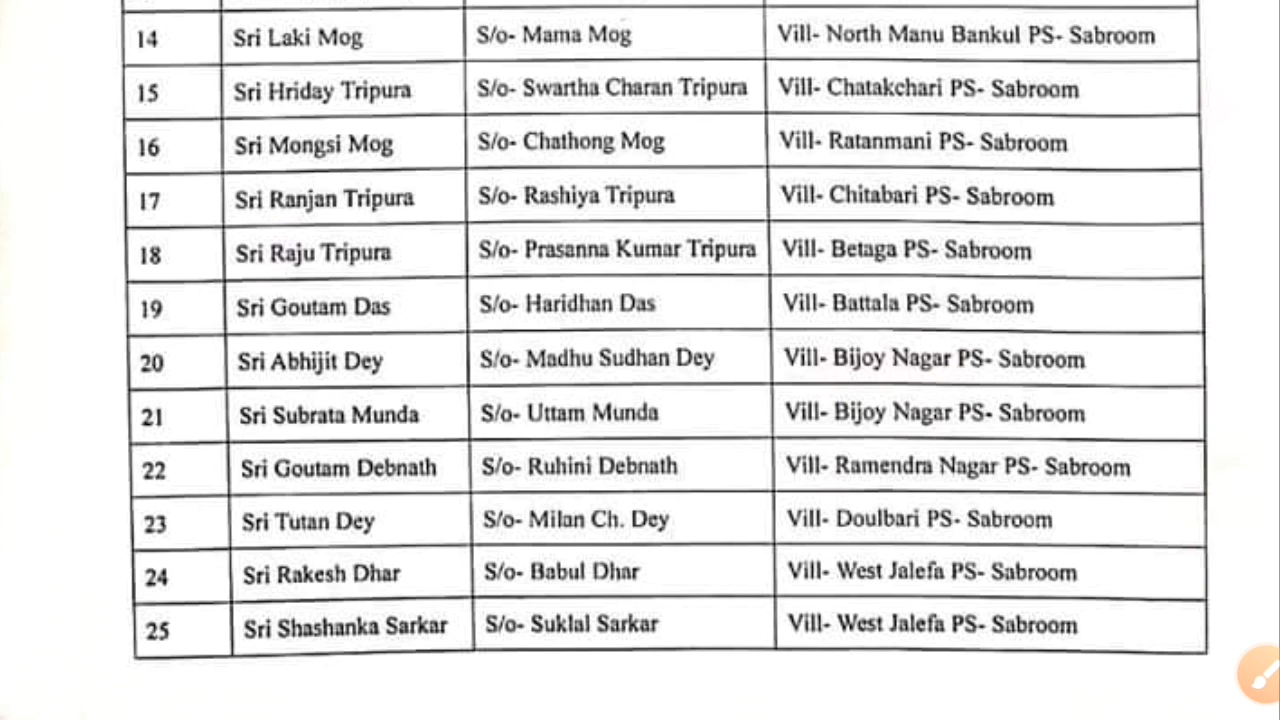 14 Sri Laki Mog S/o- Mama Mog Vill- North Manu Bankul PS- Sabroom
15 Sri Hriday Tripura S/o- Swartha Charan Tripura Vill- Chatakchari PS- Sabroom
16 Sri Mongsi Mog S/o- Chathong Mog Vill- Ratanmani PS- Sabroom
17 Sri Ranjan Tripura S/o- Rashiya Tripura Vill- Chitabari PS- Sabroom
18 Sri Raju Tripura S/o- Prasanna Kumar Tripura Vill- Betaga PS- Sabroom
19 Sri Goutam Das S/o- Haridhan Das Vill- Battala PS- Sabroom
20 Sri Abhijit Dey S/o- Madhu Sudhan Dey Vill- Bijoy Nagar PS- Sabroom
21 Sri Subrata Munda S/o- Uttam Munda Vill- Bijoy Nagar PS- Sabroom
22 Sri Goutam Debnath S/o- Ruhini Debnath Vill- Ramendra Nagar PS- Sabroom
23 Sri Tutan Dey S/o- Milan Ch. Dey Vill- Doulbari PS- Sabroom
24 Sri Rakesh Dhar S/o- Babul Dhar Vill- West Jalefa PS- Sabroom
25 Sri Shashanka Sarkar S/o- Suklal Sarkar Vill- West Jalefa PS- Sabroom